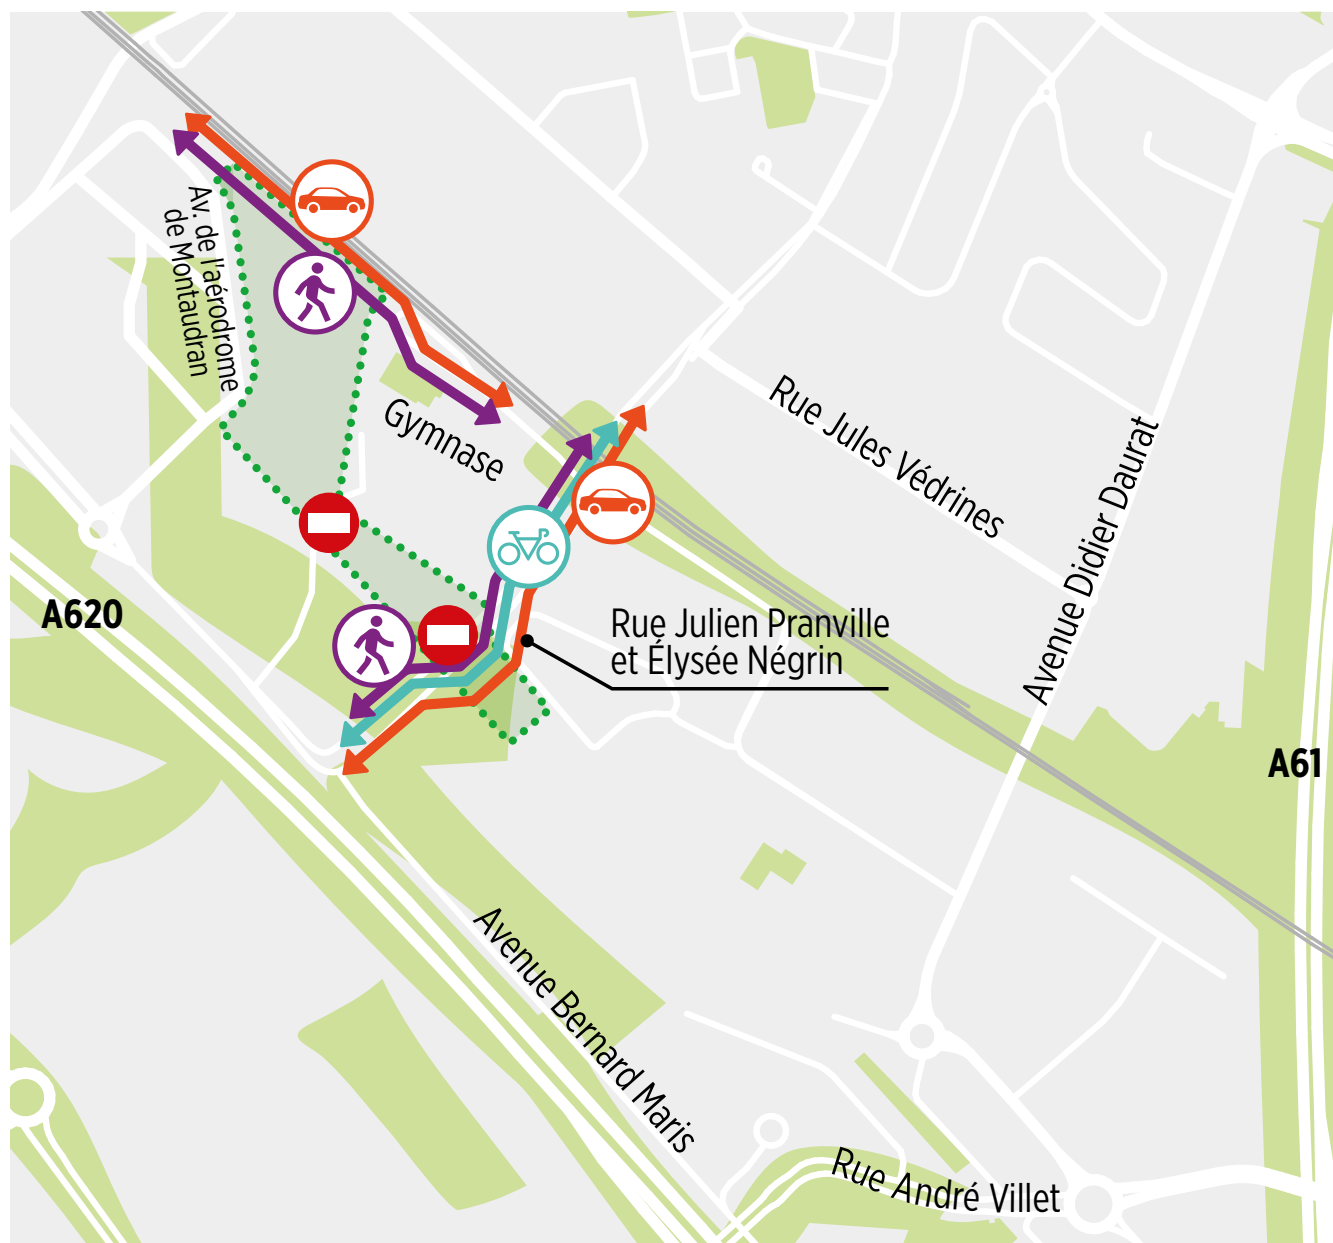 Av. de l'aérodrome
de Montaudran
Gymnase
Rue Jules Védrines
Avenue Didier Daurat
A620
Rue Julien Pranville
et Élysée Négrin
A61
Avenue Bernard Maris
Rue André Villet